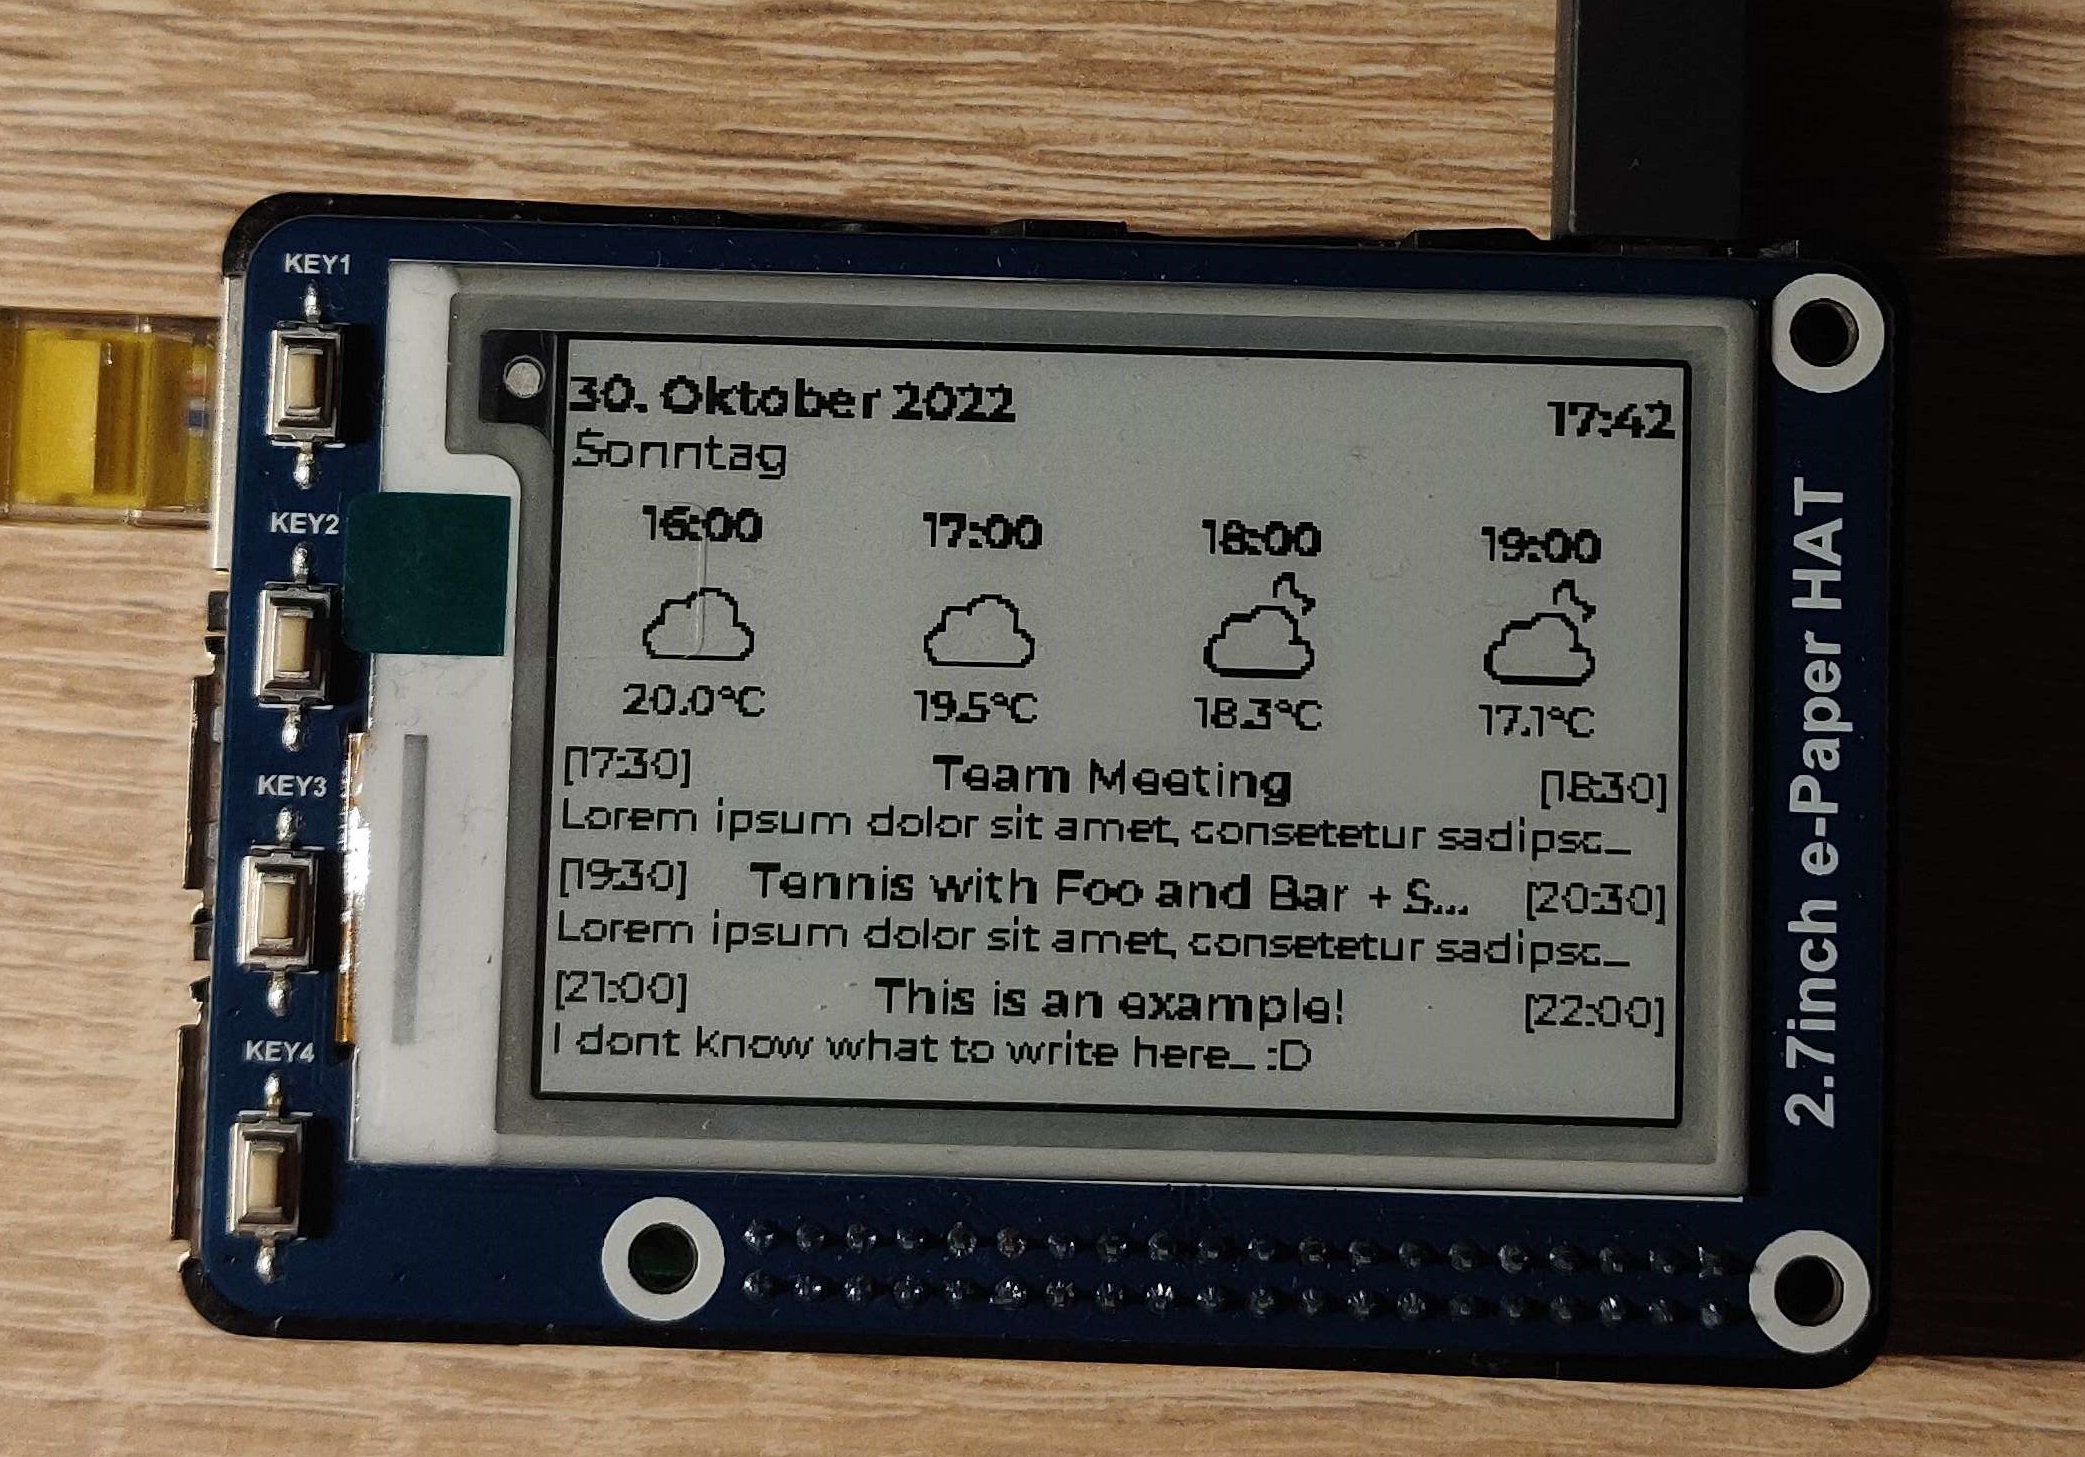 KEY1
KEY2
KEY3
KEY4
30. Oktober 2022 17:42
Sonntag
16:00 17:00 18:00 19:00
20.0°C 19.5°C 18.3°C 17.1°C
[17:30] Team Meeting [18:30]
Lorem ipsum dolor sit amet, consetetur sadipsc...
[19:30] Tennis with Foo and Bar + S... [20:30]
Lorem ipsum dolor sit amet, consetetur sadipsc...
[21:00] This is an example! [22:00]
I dont know what to write here... :D
2.7inch e-Paper HAT